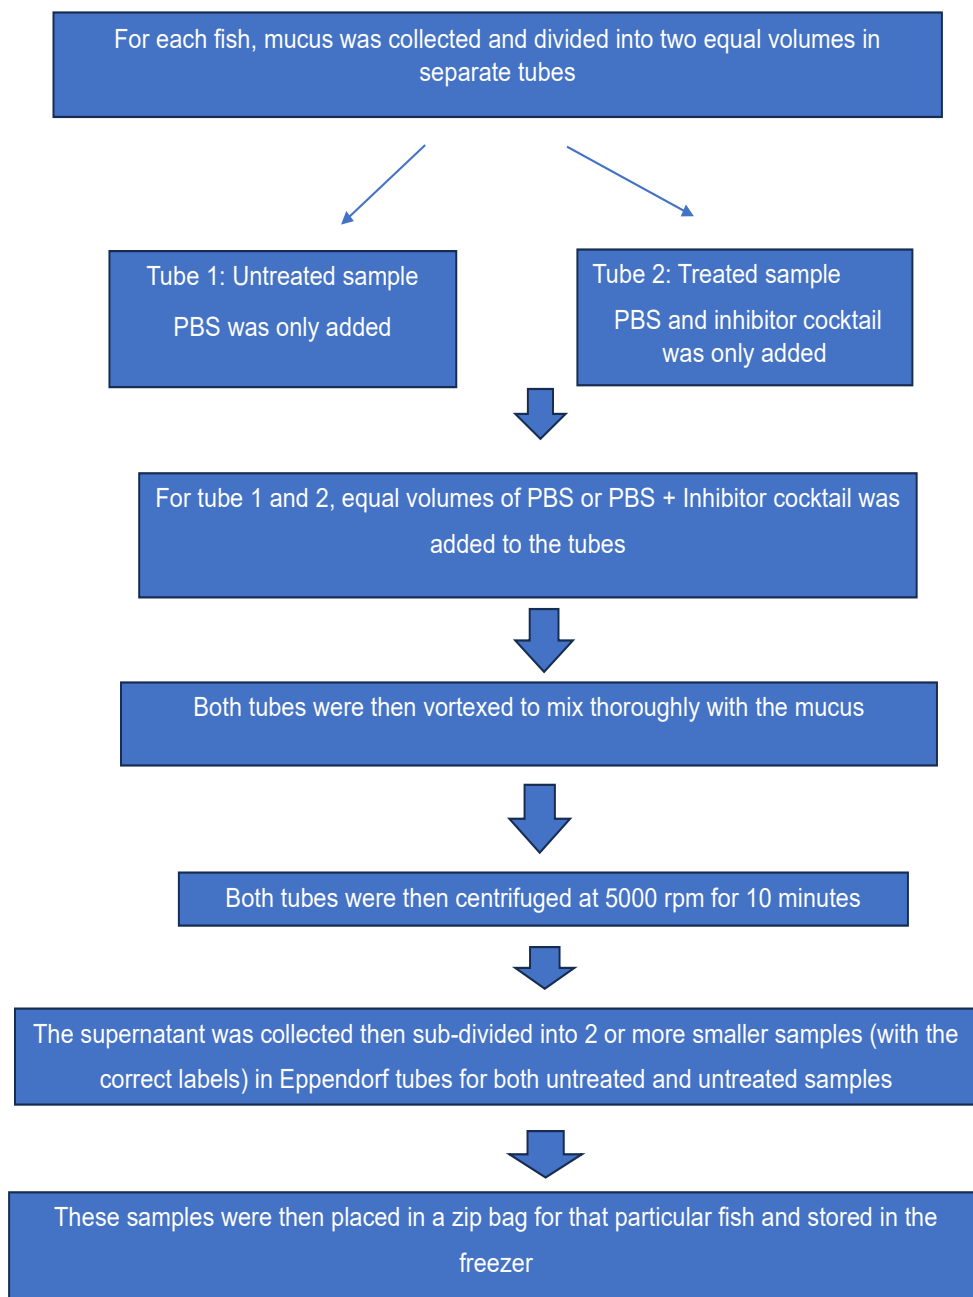 For each fish, mucus was collected and divided into two equal volumes in
separate tubes
Tube 1: Untreated sample
PBS was only added
Tube 2: Treated sample
PBS and inhibitor cocktail
was only added
For tube 1 and 2, equal volumes of PBS or PBS + Inhibitor cocktail was
added to the tubes
Both tubes were then vortexed to mix thoroughly with the mucus
Both tubes were then centrifuged at 5000 rpm for 10 minutes
The supernatant was collected then sub-divided into 2 or more smaller samples (with the
correct labels) in Eppendorf tubes for both untreated and untreated samples
These samples were then placed in a zip bag for that particular fish and stored in the
freezer